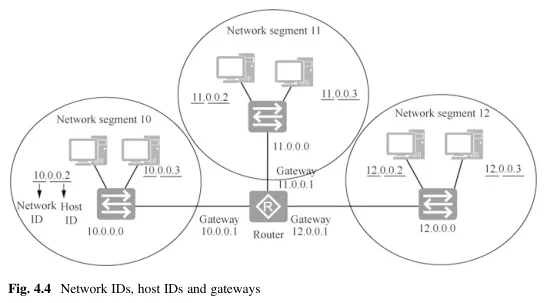 Network segment 11
11.0.0.2
11.0.0.3
11.0.0.0
Gateway
11.0.0.1
Network segment 10
10.0.0.2
10.0.0.3
Network
ID
Host
ID
10.0.0.0
Gateway
10.0.0.1
R
Router
Gateway
12.0.0.1
Network segment 12
12.0.0.2
12.0.0.3
12.0.0.0
Fig. 4.4 Network IDs, host IDs and gateways